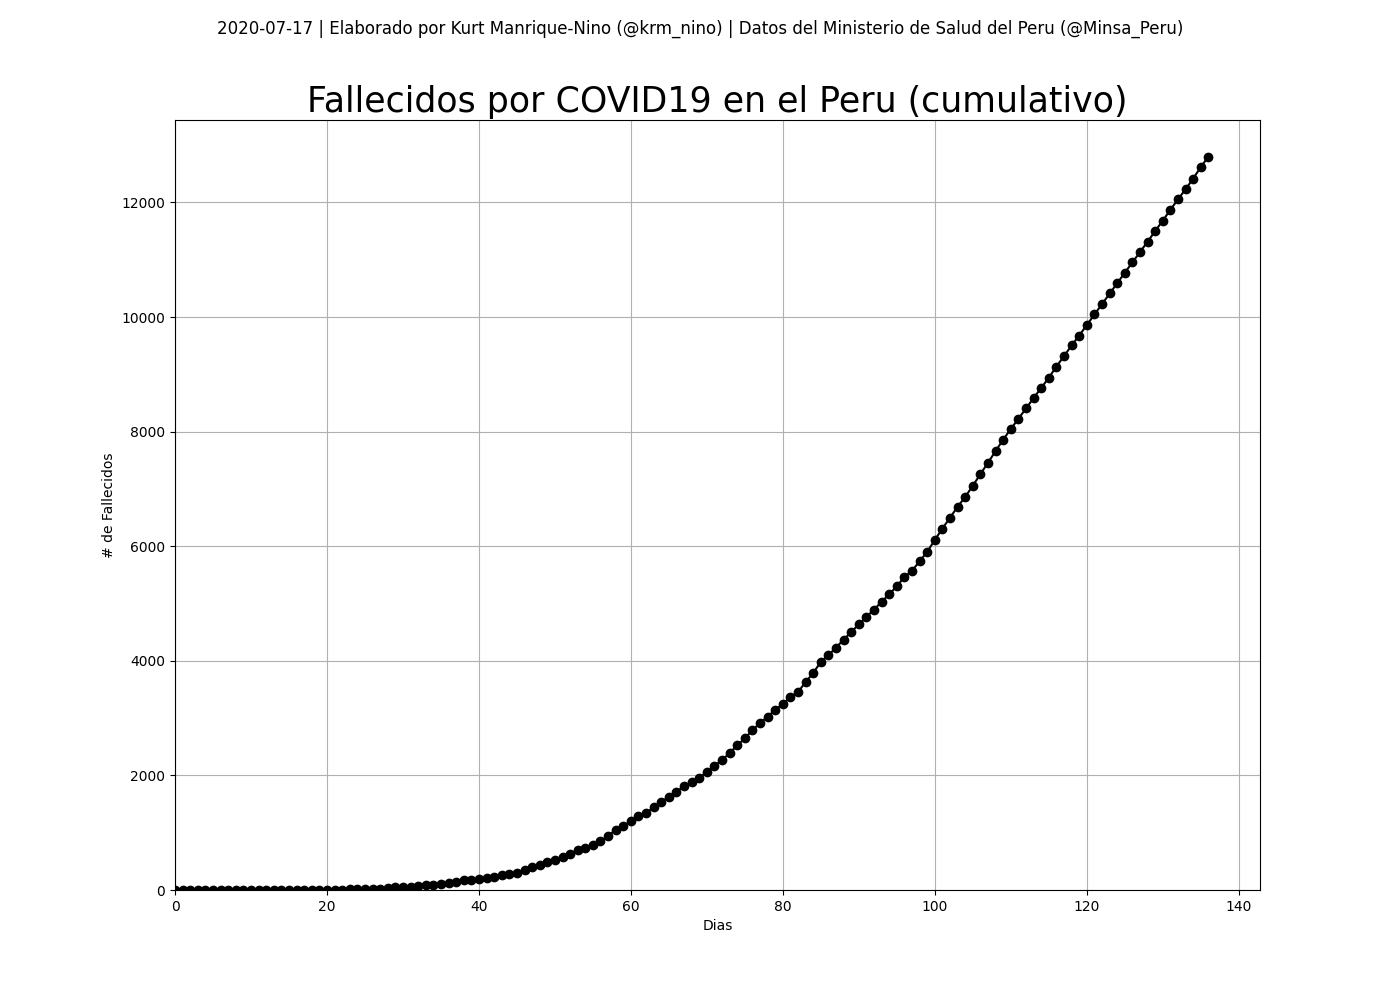 2020-07-17 | Elaborado por Kurt Manrique-Nino (@krm_nino) | Datos del Ministerio de Salud del Peru (@Minsa_Peru)
Fallecidos por COVID19 en el Peru (cumulativo)
12000
10000
8000
6000
4000
2000
0
# de Fallecidos
0 20 40 60 80 100 120 140
Dias